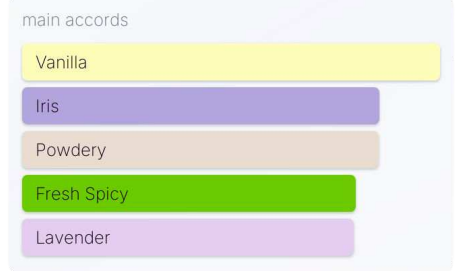 main accords
Vanilla
Iris
Powdery
Fresh Spicy
Lavender